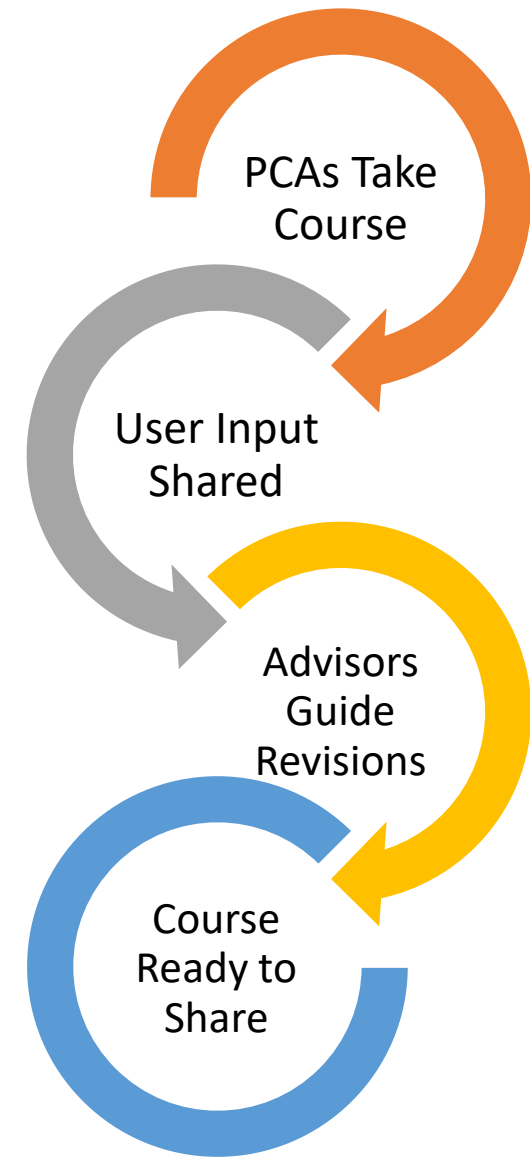 PCAs Take
Course
User Input
Shared
Advisors
Guide
Revisions
Course
Ready to
Share